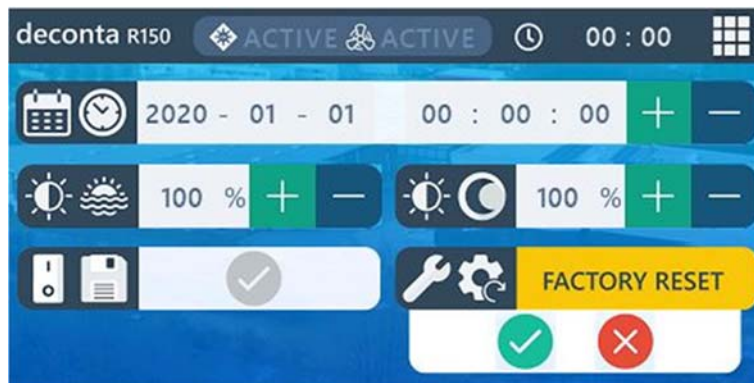 deconta R150 ACTIVE ACTIVE 00 : 00
2020 - 01 - 01 00 : 00 : 00 + −
100 % + − 100 % + −
FACTORY RESET